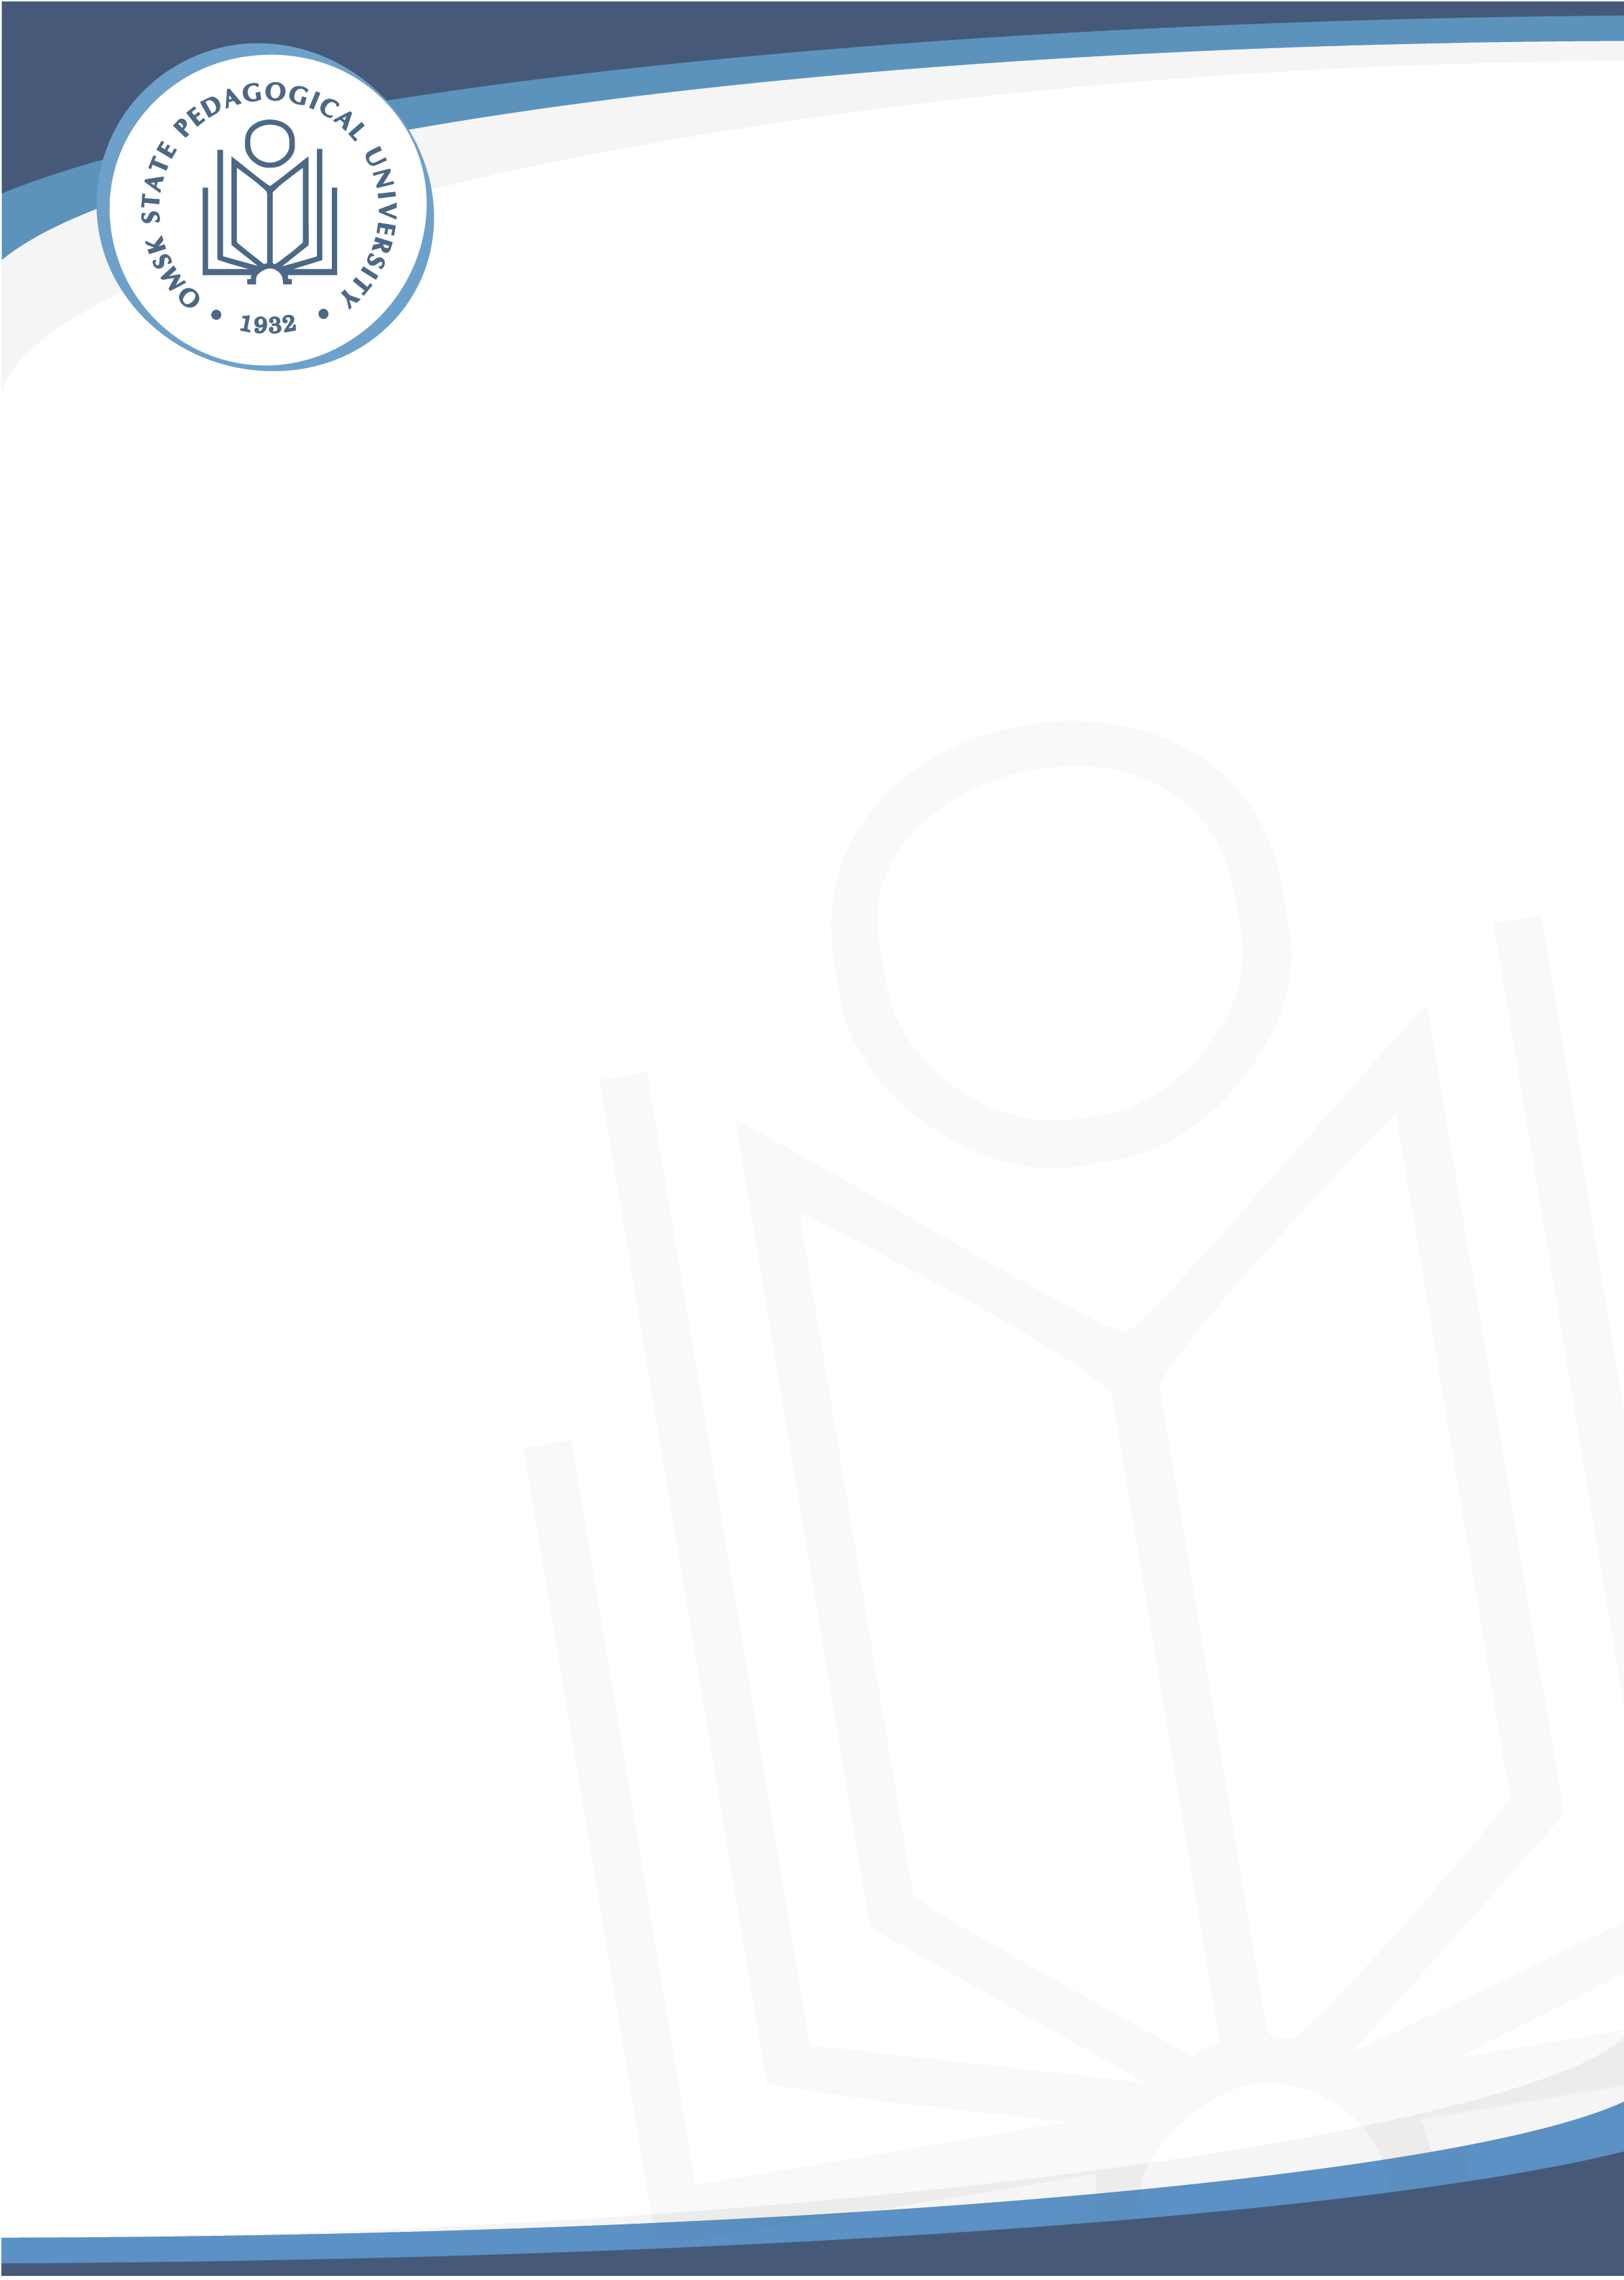 OMSK STATE PEDAGOGICAL UNIVERSITY
• 1932 •